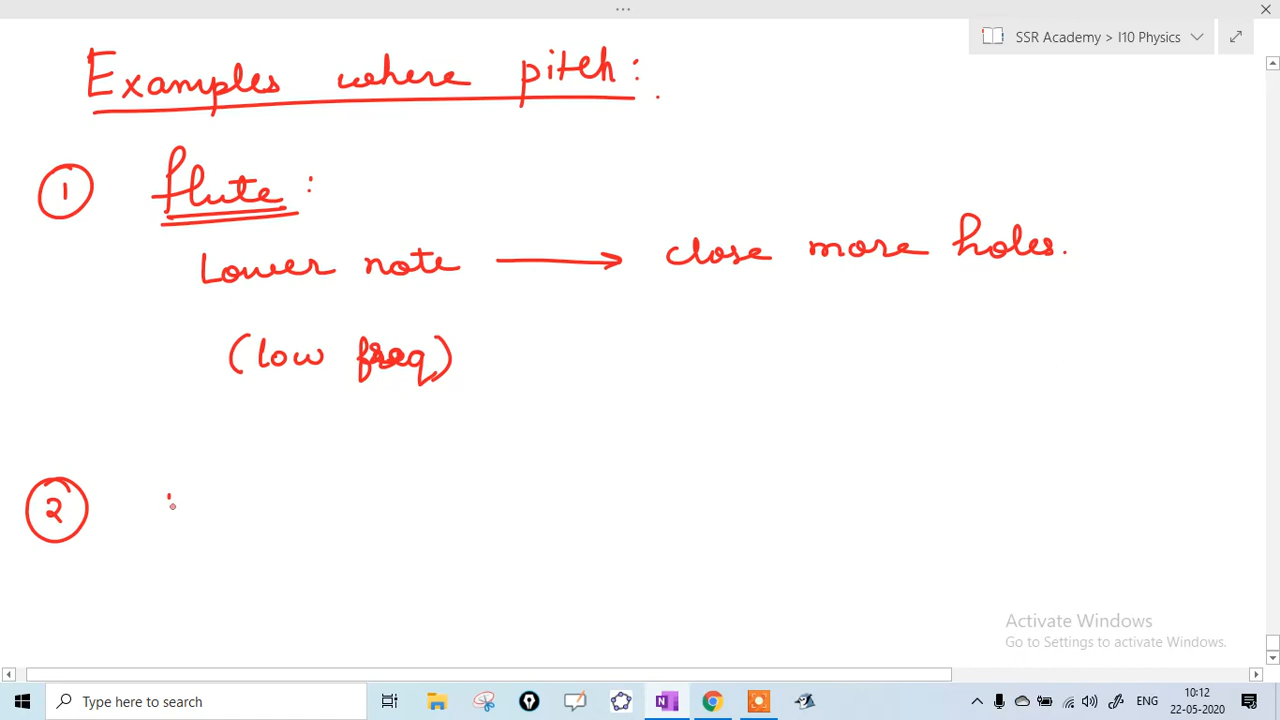 ...
SSR Academy > I10 Physics
Examples where pitch:
1 flute:
Lower note → close more holes.
(low freq)
2
Activate Windows
Go to Settings to activate Windows.
Type here to search
ENG
10:12
22-05-2020